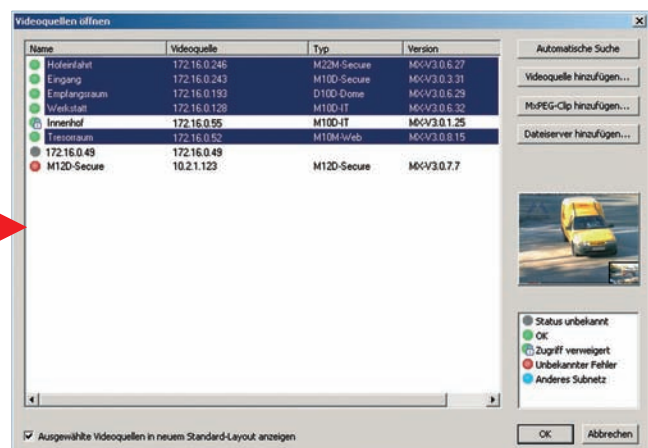 Videoquellen öffnen
Name Videoquelle Typ Version
Hofeinfahrt 172.16.0.246 M22M-Secure MX-V3.0.6.27
Eingang 172.16.0.243 M10D-Secure MX-V3.0.3.31
Empfangsraum 172.16.0.193 D10D-Dome MX-V3.0.6.29
Werkstatt 172.16.0.128 M10D-IT MX-V3.0.6.32
Innenhof 172.16.0.55 M10D-IT MX-V3.0.1.25
Tresorraum 172.16.0.52 M10M-Web MX-V3.0.8.15
172.16.0.49 172.16.0.49
M12D-Secure 10.2.1.123 M12D-Secure MX-V3.0.7.7
Automatische Suche
Videoquelle hinzufügen...
MxPEG-Clip hinzufügen...
Dateiserver hinzufügen...
Status unbekannt
OK
Zugriff verweigert
Unbekannter Fehler
Anderes Subnetz
Ausgewählte Videoquellen in neuem Standard-Layout anzeigen
OK Abbrechen